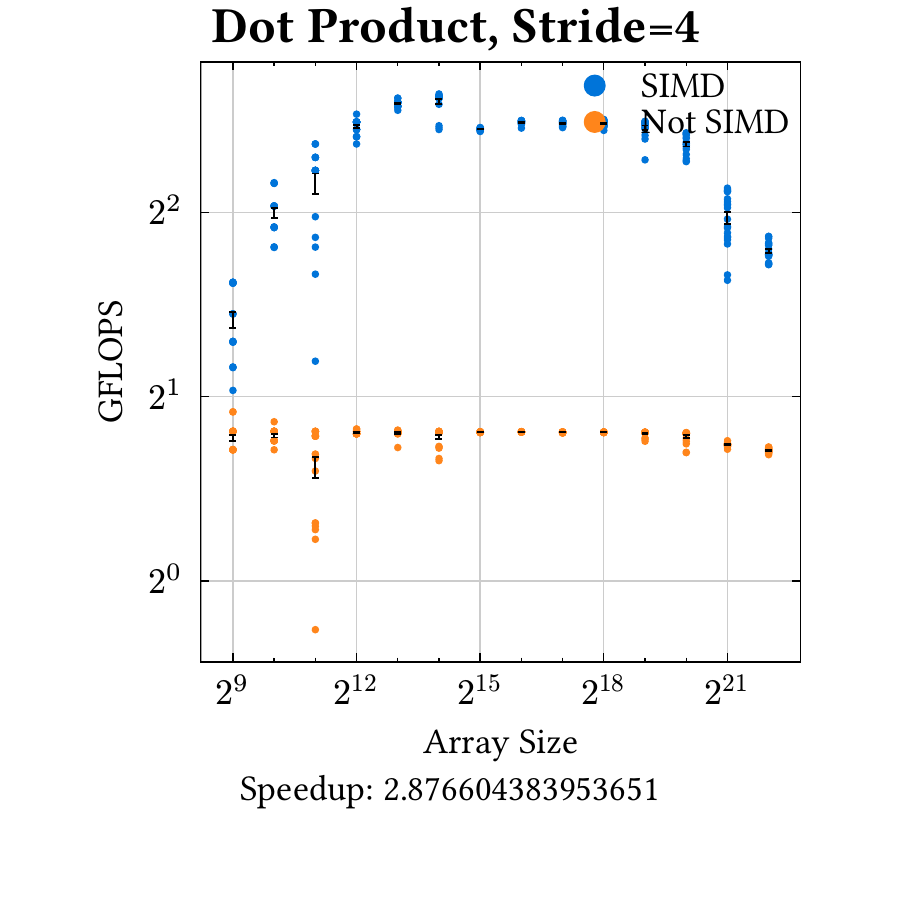 Dot Product, Stride=4
SIMD
Not SIMD
2²
2¹
2⁰
GFLOPS
2⁹ 2¹² 2¹⁵ 2¹⁸ 2²¹
Array Size
Speedup: 2.876604383953651